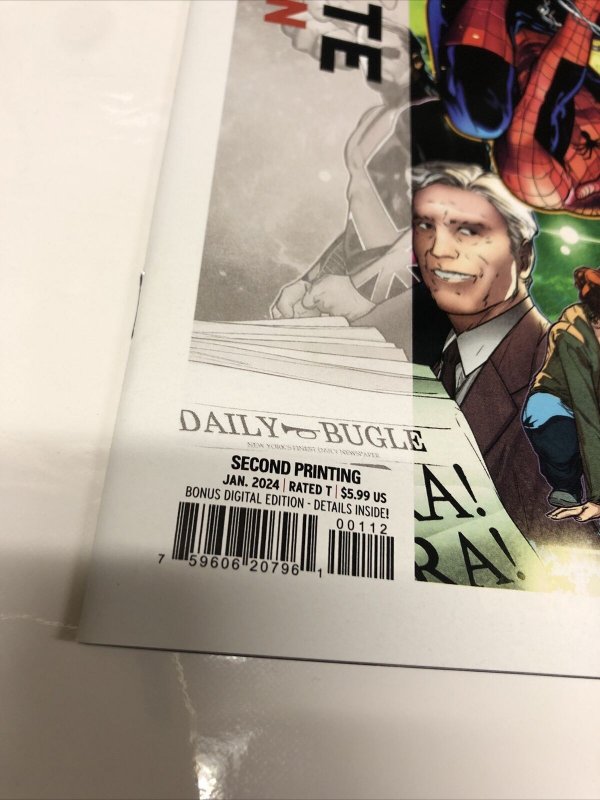 TE
N
DAILY BUGLE
NEW YORK'S FINEST DAILY NEWSPAPER
SECOND PRINTING
JAN. 2024 | RATED T | $5.99 US
BONUS DIGITAL EDITION - DETAILS INSIDE!
00112
7 59606 20796 1
RA!
RA!